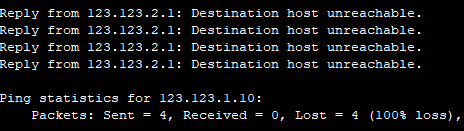 Reply from 123.123.2.1: Destination host unreachable.
Reply from 123.123.2.1: Destination host unreachable.
Reply from 123.123.2.1: Destination host unreachable.
Reply from 123.123.2.1: Destination host unreachable.
Ping statistics for 123.123.1.10:
Packets: Sent = 4, Received = 0, Lost = 4 (100% loss),